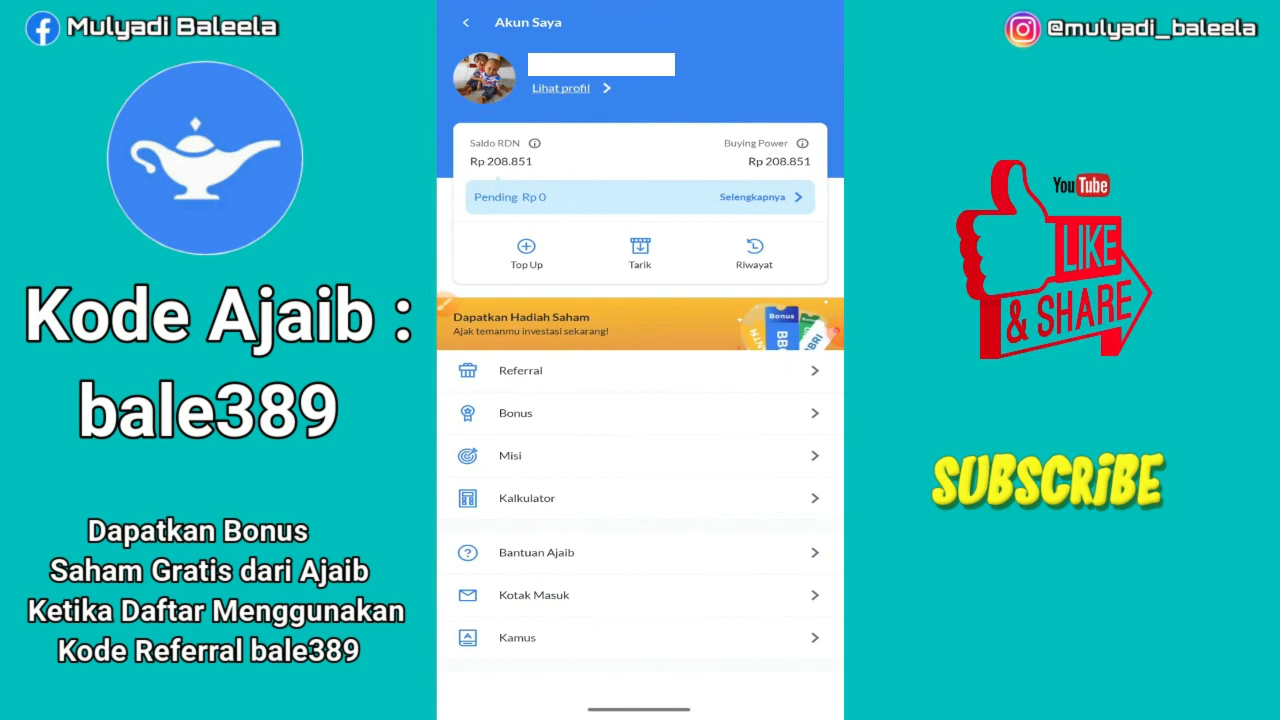 Mulyadi Baleela
Kode Ajaib :
bale389
Dapatkan Bonus
Saham Gratis dari Ajaib
Ketika Daftar Menggunakan
Kode Referral bale389
Akun Saya
Lihat profil
Saldo RDN
Buying Power
Rp 208.851
Rp 208.851
Pending Rp 0
Selengkapnya
Top Up
Tarik
Riwayat
Dapatkan Hadiah Saham
Ajak temanmu investasi sekarang!
Bonus
Referral
Bonus
Misi
Kalkulator
Bantuan Ajaib
Kotak Masuk
Kamus
@mulyadi_baleela
YouTube
LIKE
& SHARE
SUBSCRIBE